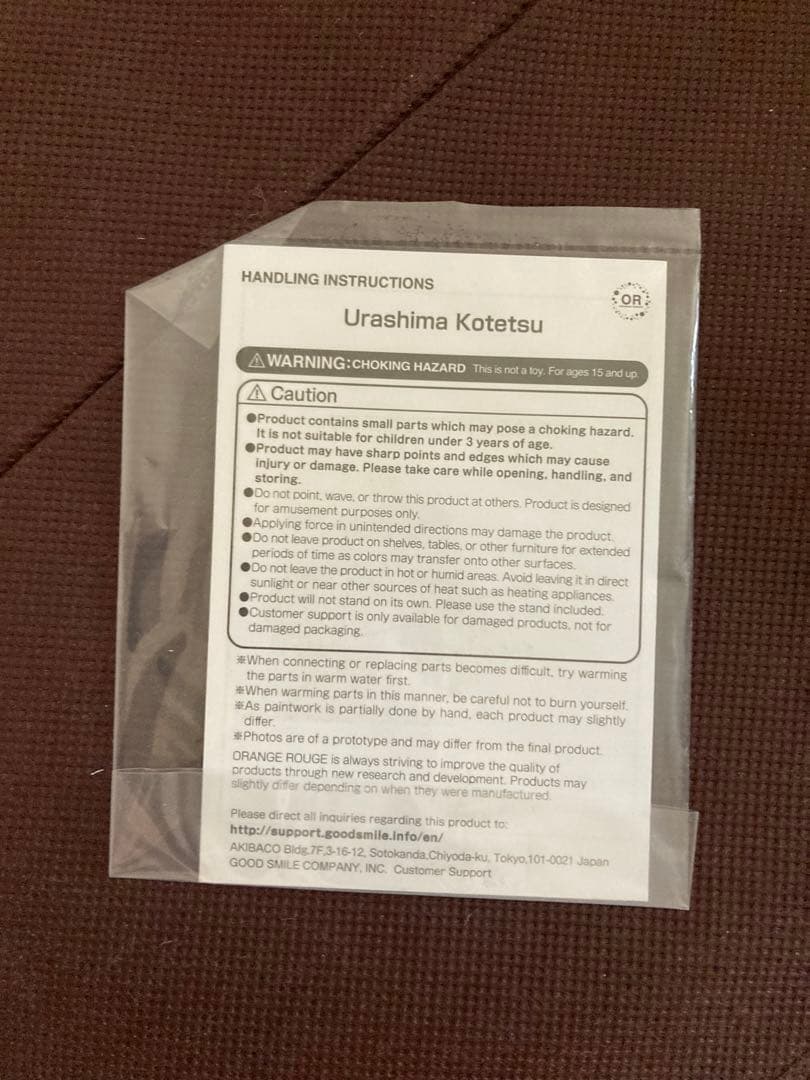 HANDLING INSTRUCTIONS
OR
Urashima Kotetsu
⚠WARNING:CHOKING HAZARD This is not a toy. For ages 15 and up.
⚠Caution
●Product contains small parts which may pose a choking hazard.
It is not suitable for children under 3 years of age.
●Product may have sharp points and edges which may cause
injury or damage. Please take care while opening, handling, and
storing.
●Do not point, wave, or throw this product at others. Product is designed
for amusement purposes only.
●Applying force in unintended directions may damage the product.
●Do not leave product on shelves, tables, or other furniture for extended
periods of time as colors may transfer onto other surfaces.
●Do not leave the product in hot or humid areas. Avoid leaving it in direct
sunlight or near other sources of heat such as heating appliances.
●Product will not stand on its own. Please use the stand included.
●Customer support is only available for damaged products, not for
damaged packaging.
※When connecting or replacing parts becomes difficult, try warming
the parts in warm water first.
※When warming parts in this manner, be careful not to burn yourself.
※As paintwork is partially done by hand, each product may slightly
differ.
※Photos are of a prototype and may differ from the final product.
ORANGE ROUGE is always striving to improve the quality of
products through new research and development. Products may
slightly differ depending on when they were manufactured.
Please direct all inquiries regarding this product to:
http://support.goodsmile.info/en/
AKIBACO Bldg.7F,3-16-12, Sotokanda,Chiyoda-ku, Tokyo,101-0021 Japan
GOOD SMILE COMPANY, INC. Customer Support